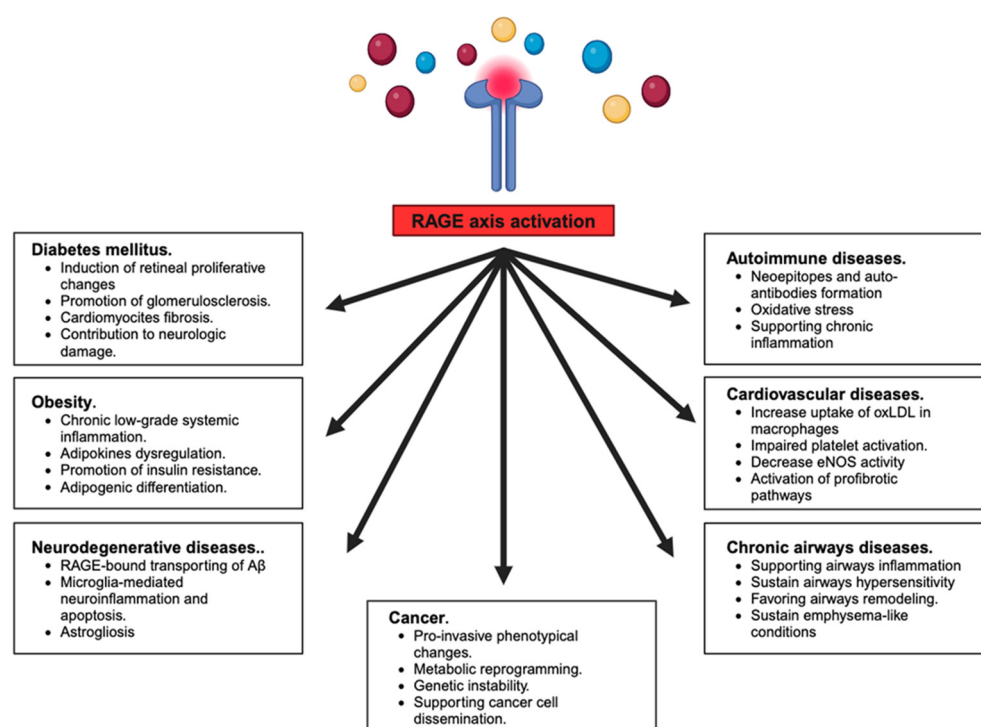 RAGE axis activation
Diabetes mellitus.
• Induction of retineal proliferative
changes
• Promotion of glomerulosclerosis.
• Cardiomyocites fibrosis.
• Contribution to neurologic
damage.
Obesity.
• Chronic low-grade systemic
inflammation.
• Adipokines dysregulation.
• Promotion of insulin resistance.
• Adipogenic differentiation.
Neurodegenerative diseases..
• RAGE-bound transporting of Aβ
• Microglia-mediated
neuroinflammation and
apoptosis.
• Astrogliosis
Cancer.
• Pro-invasive phenotypical
changes.
• Metabolic reprogramming.
• Genetic instability.
• Supporting cancer cell
dissemination.
Autoimmune diseases.
• Neoepitopes and auto-
antibodies formation
• Oxidative stress
• Supporting chronic
inflammation
Cardiovascular diseases.
• Increase uptake of oxLDL in
macrophages
• Impaired platelet activation.
• Decrease eNOS activity
• Activation of profibrotic
pathways
Chronic airways diseases.
• Supporting airways inflammation
• Sustain airways hypersensitivity
• Favoring airways remodeling.
• Sustain emphysema-like
conditions